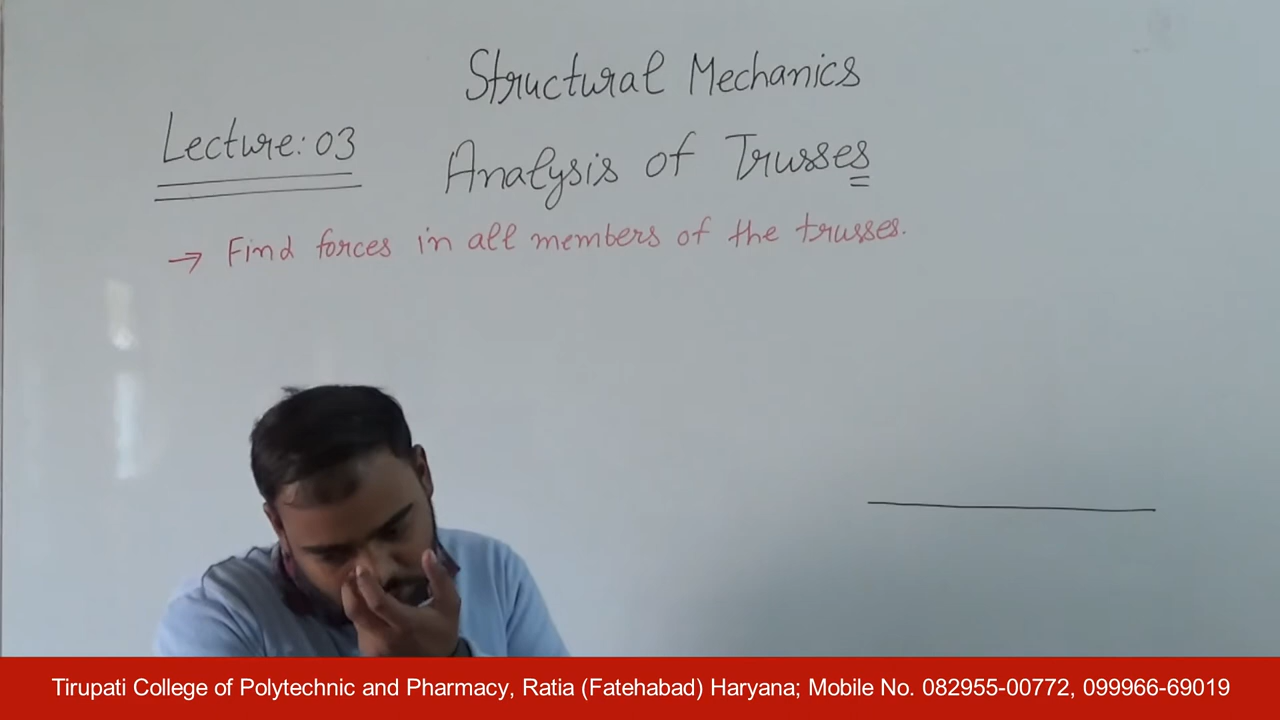 Structural Mechanics
Lecture: 03
Analysis of Trusses
→ Find forces in all members of the trusses.
Tirupati College of Polytechnic and Pharmacy, Ratia (Fatehabad) Haryana; Mobile No. 082955-00772, 099966-69019